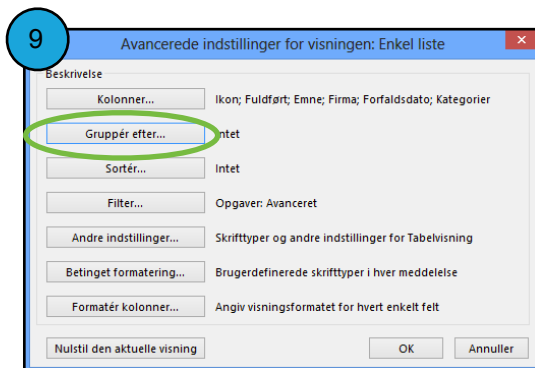 9
Avancerede indstillinger for visningen: Enkel liste
Beskrivelse
Kolonner... Ikon; Fuldført; Emne; Firma; Forfaldsdato; Kategorier
Gruppér efter... Intet
Sortér... Intet
Filter... Opgaver: Avanceret
Andre indstillinger... Skrifttyper og andre indstillinger for Tabelvisning
Betinget formatering... Brugerdefinerede skrifttyper i hver meddelelse
Formatér kolonner... Angiv visningsformatet for hvert enkelt felt
Nulstil den aktuelle visning OK Annuller